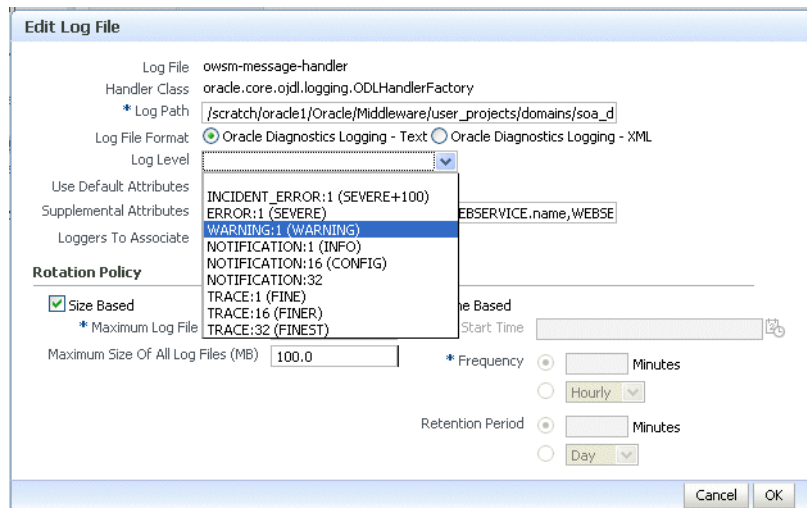 Edit Log File
Log File owsm-message-handler
Handler Class oracle.core.ojdl.logging.ODLHandlerFactory
* Log Path /scratch/oracle1/Oracle/Middleware/user_projects/domains/soa_d
Log File Format Oracle Diagnostics Logging - Text Oracle Diagnostics Logging - XML
Log Level
Use Default Attributes
INCIDENT_ERROR:1 (SEVERE+100)
Supplemental Attributes ERROR:1 (SEVERE) EBSERVICE.name,WEBSE
WARNING:1 (WARNING)
Loggers To Associate NOTIFICATION:1 (INFO)
NOTIFICATION:16 (CONFIG)
Rotation Policy NOTIFICATION:32
TRACE:1 (FINE)
Size Based TRACE:16 (FINER) Based
* Maximum Log File TRACE:32 (FINEST) Start Time
Maximum Size Of All Log Files (MB) 100.0 * Frequency Minutes
Hourly
Retention Period Minutes
Day
Cancel OK